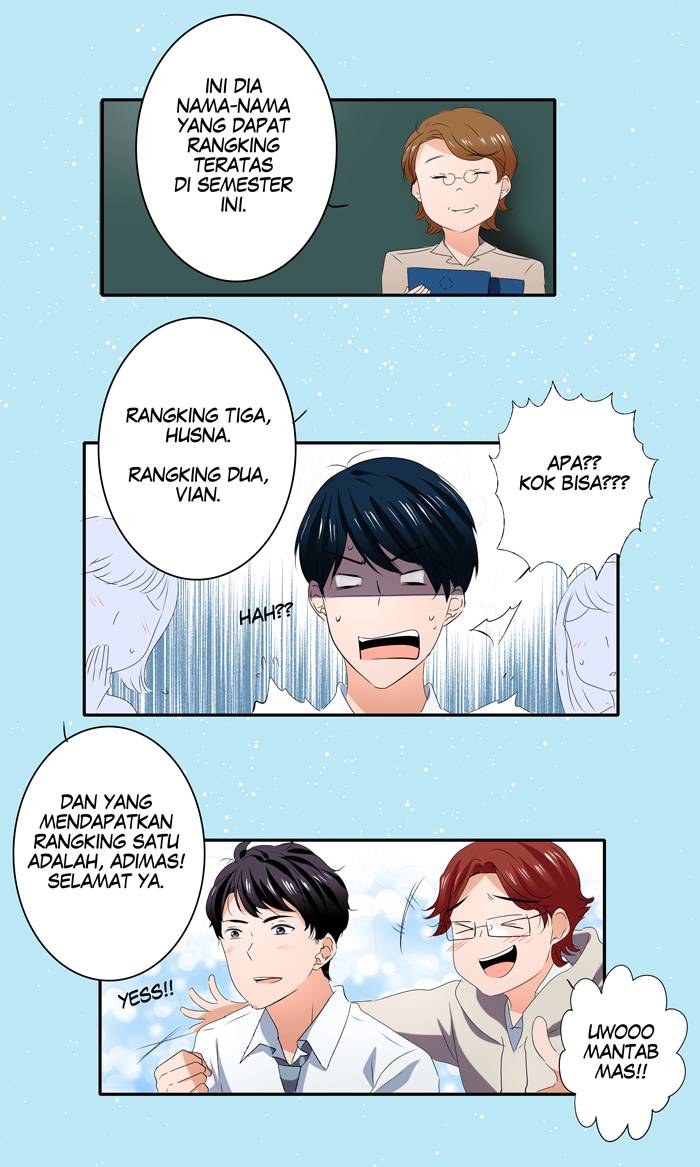 INI DIA
NAMA-NAMA
YANG DAPAT
RANGKING
TERATAS
DI SEMESTER
INI.
RANGKING TIGA,
HUSNA.
RANGKING DUA,
VIAN.
APA??
KOK BISA???
HAH??
DAN YANG
MENDAPATKAN
RANGKING SATU
ADALAH, ADIMAS!
SELAMAT YA.
YESS!!
UWOOO
MANTAB
MAS!!